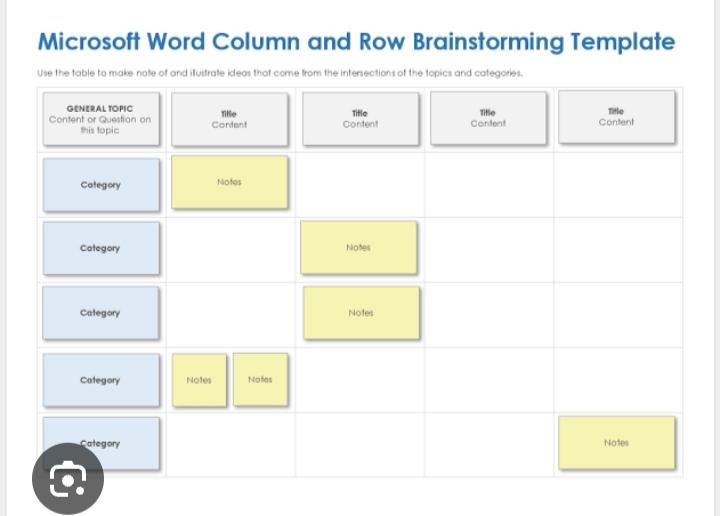 Microsoft Word Column and Row Brainstorming Template
Use the table to make note of and illustrate ideas that come from the intersections of the topics and categories.
GENERAL TOPIC
Content or Question on
this topic
Title
Content
Title
Content
Title
Content
Title
Content
Category
Notes
Category
Notes
Category
Notes
Category
Notes
Notes
Category
Notes